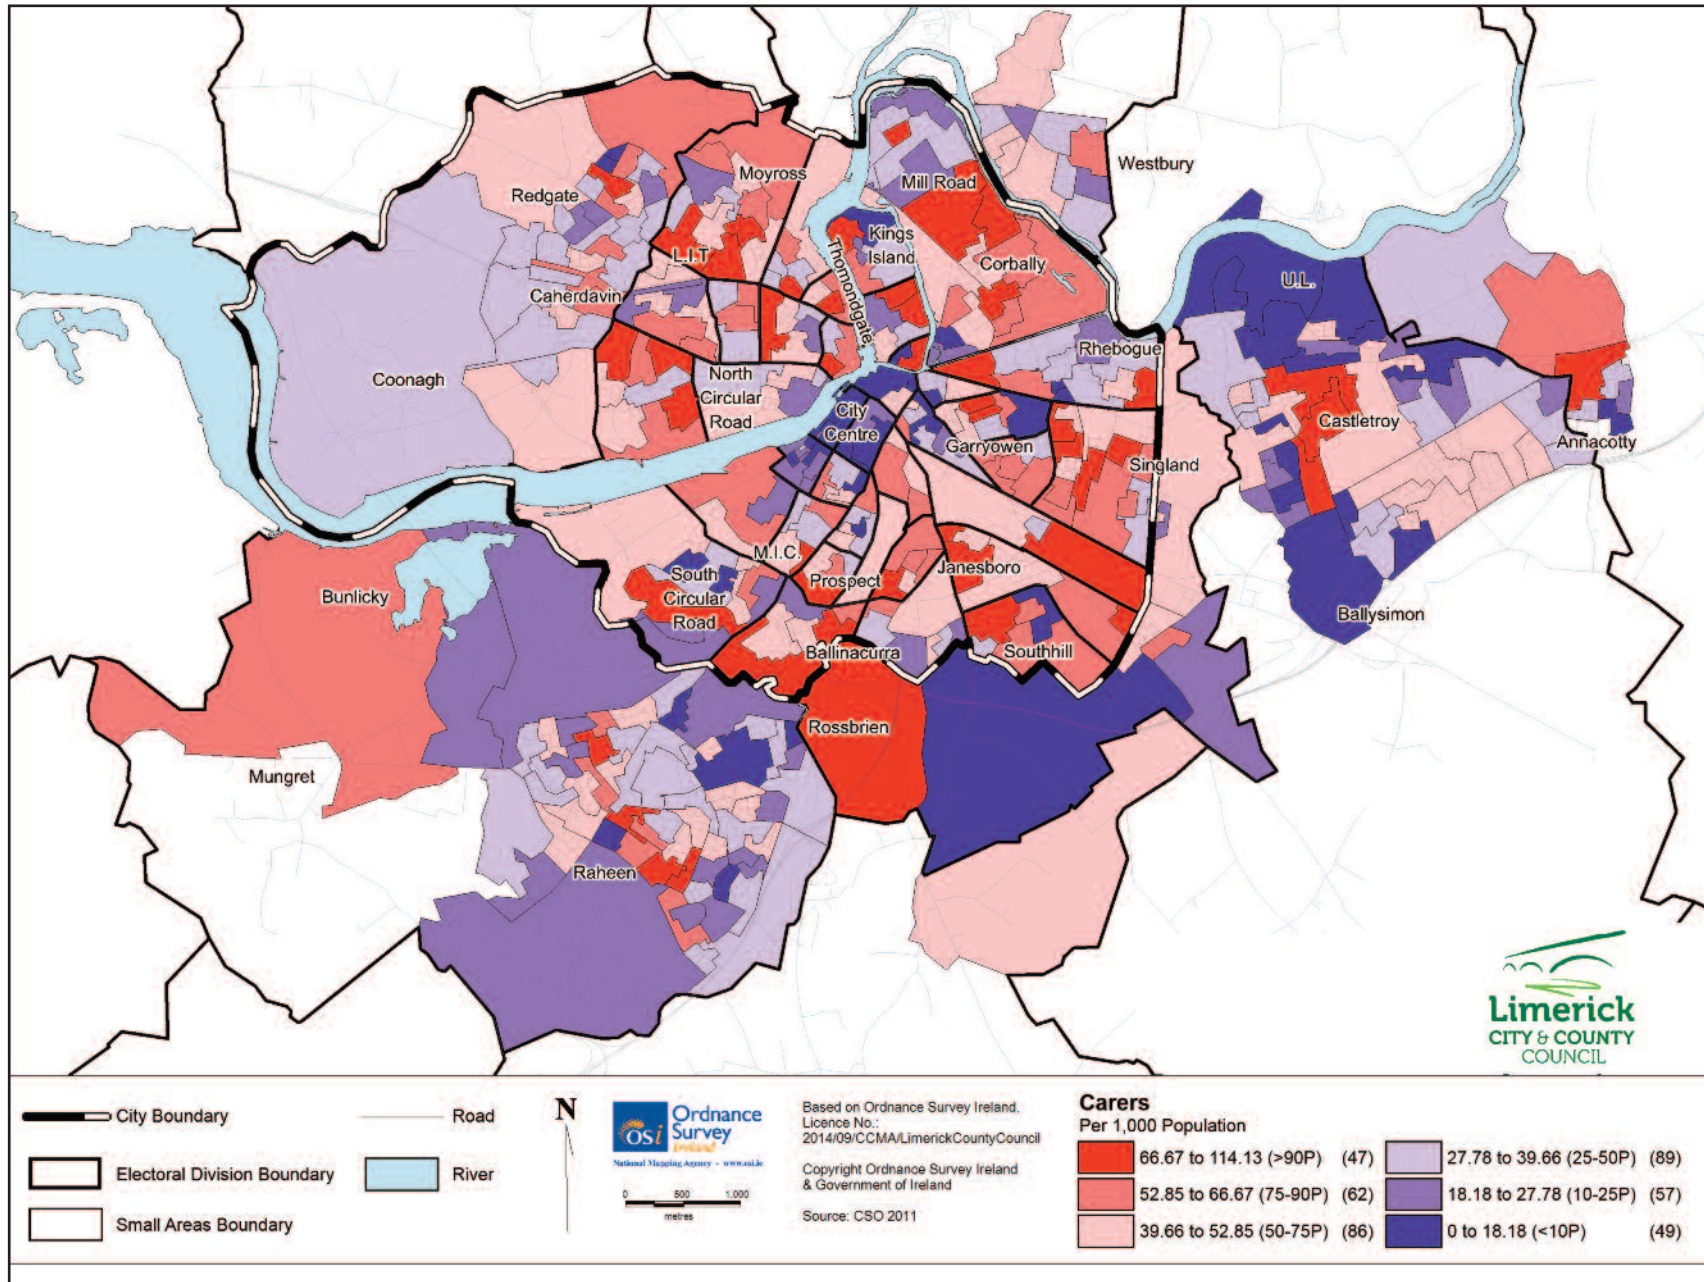 Westbury
Moyross
Redgate
Mill Road
Kings
Island
L.I.T
Corbally
Thomondgate
U.L.
Caherdavin
Rhebogue
Coonagh
North
Circular
Road
City
Centre
Castletroy
Annacotty
Garryowen
Singland
M.I.C.
Prospect
Janesboro
South
Circular
Road
Bunlicky
Ballysimon
Ballinacurra
Southhill
Rossbrien
Mungret
Raheen
Limerick
CITY & COUNTY
COUNCIL
City Boundary
Road
Electoral Division Boundary
River
Small Areas Boundary
N
OSi
Ordnance
Survey
Ireland
National Mapping Agency - www.osi.ie
0 500 1,000
metres
Based on Ordnance Survey Ireland.
Licence No.:
2014/09/CCMA/LimerickCountyCouncil
Copyright Ordnance Survey Ireland
& Government of Ireland
Source: CSO 2011
Carers
Per 1,000 Population
66.67 to 114.13 (>90P) (47)
52.85 to 66.67 (75-90P) (62)
39.66 to 52.85 (50-75P) (86)
27.78 to 39.66 (25-50P) (89)
18.18 to 27.78 (10-25P) (57)
0 to 18.18 (<10P) (49)